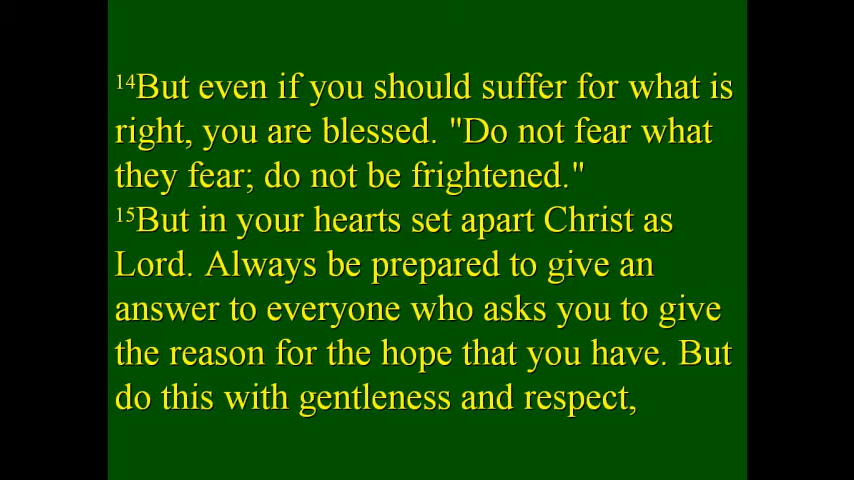 14But even if you should suffer for what is
right, you are blessed. "Do not fear what
they fear; do not be frightened."
15But in your hearts set apart Christ as
Lord. Always be prepared to give an
answer to everyone who asks you to give
the reason for the hope that you have. But
do this with gentleness and respect,